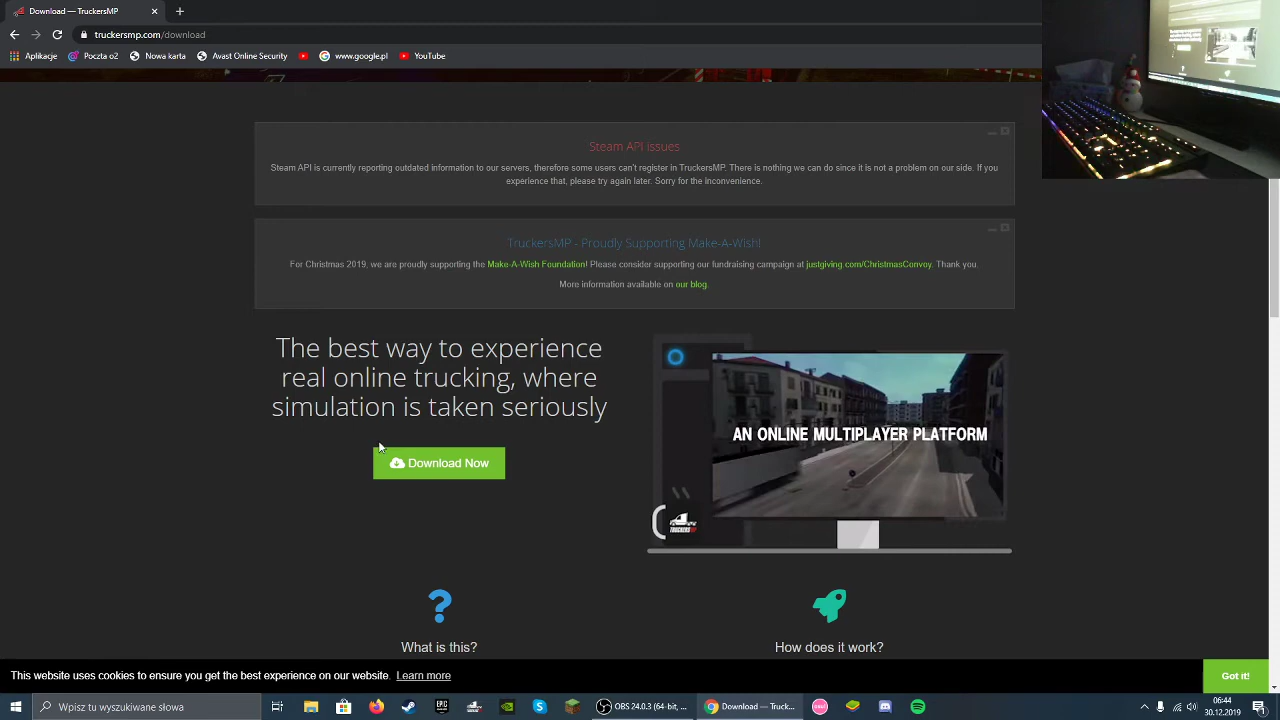 Download — TruckersMP
truckersmp.com/download
Aplikacje
Poczta o2
Nowa karta
Avast Online Security
www.google.pl
YouTube
Steam API issues
Steam API is currently reporting outdated information to our servers, therefore some users can't register in TruckersMP. There is nothing we can do since it is not a problem on our side. If you
experience that, please try again later. Sorry for the inconvenience.
TruckersMP - Proudly Supporting Make-A-Wish!
For Christmas 2019, we are proudly supporting the Make-A-Wish Foundation! Please consider supporting our fundraising campaign at justgiving.com/ChristmasConvoy. Thank you.
More information available on our blog.
The best way to experience
real online trucking, where
simulation is taken seriously
Download Now
AN ONLINE MULTIPLAYER PLATFORM
What is this?
How does it work?
This website uses cookies to ensure you get the best experience on our website. Learn more
Got it!
Wpisz tu wyszukiwane słowa
OBS 24.0.3 (64-bit, ...
Download — Trucke...
06:44
30.12.2019